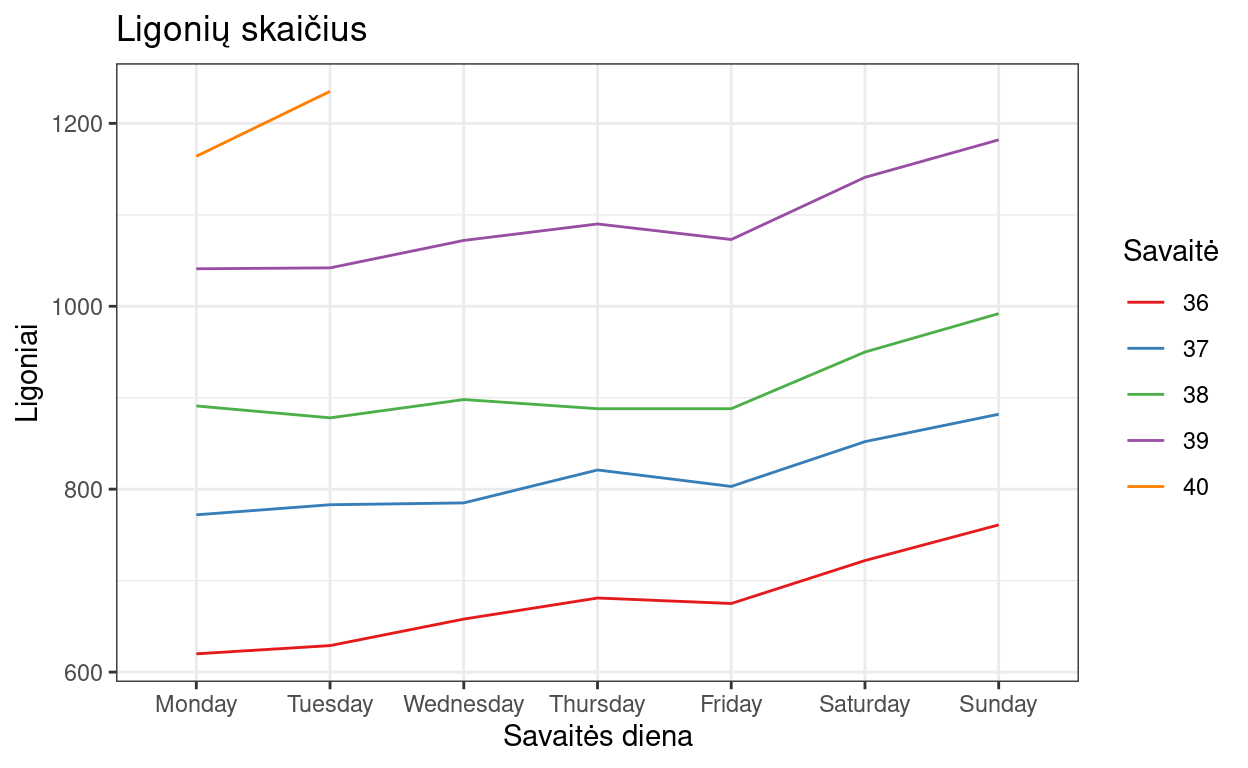 Ligonių skaičius
Ligoniai
1200
1000
800
600
Monday Tuesday Wednesday Thursday Friday Saturday Sunday
Savaitės diena
Savaitė
36
37
38
39
40